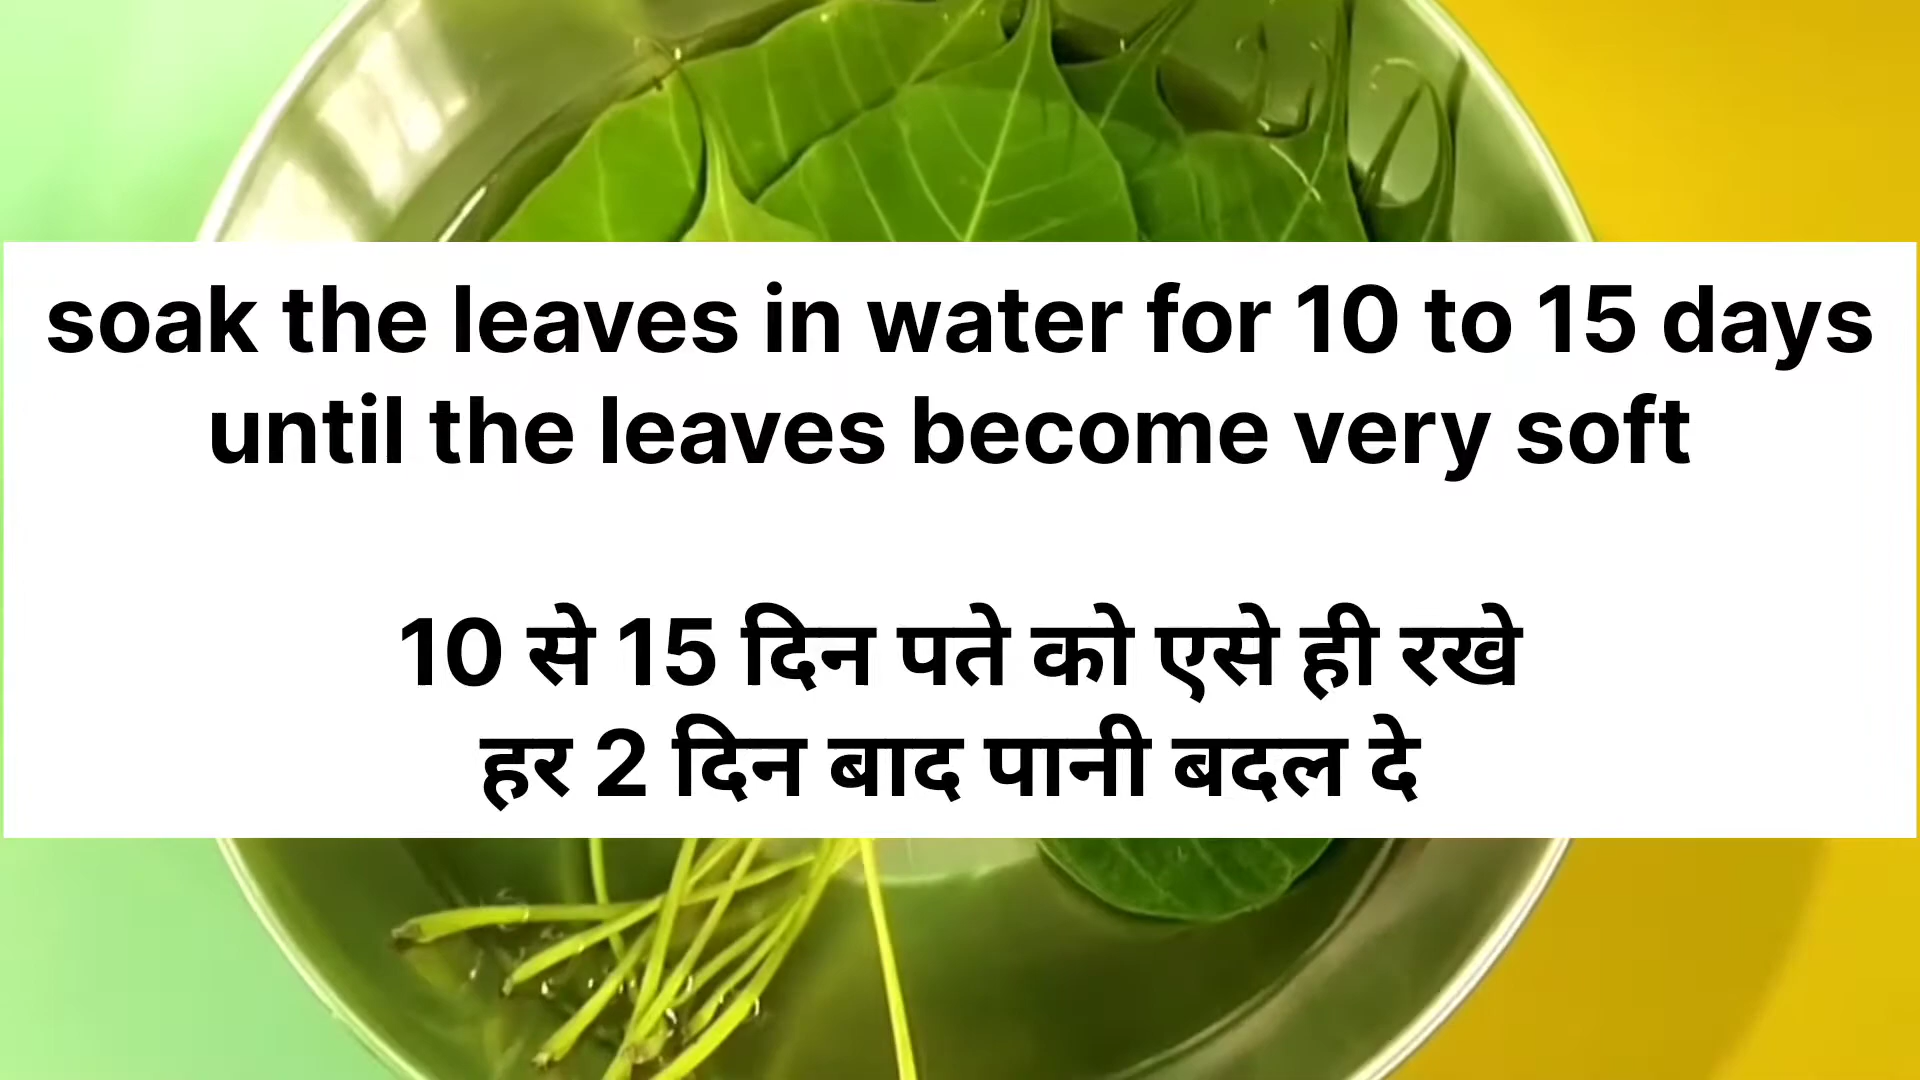 soak the leaves in water for 10 to 15 days
until the leaves become very soft
10 से 15 दिन पते को एसे ही रखे
हर 2 दिन बाद पानी बदल दे